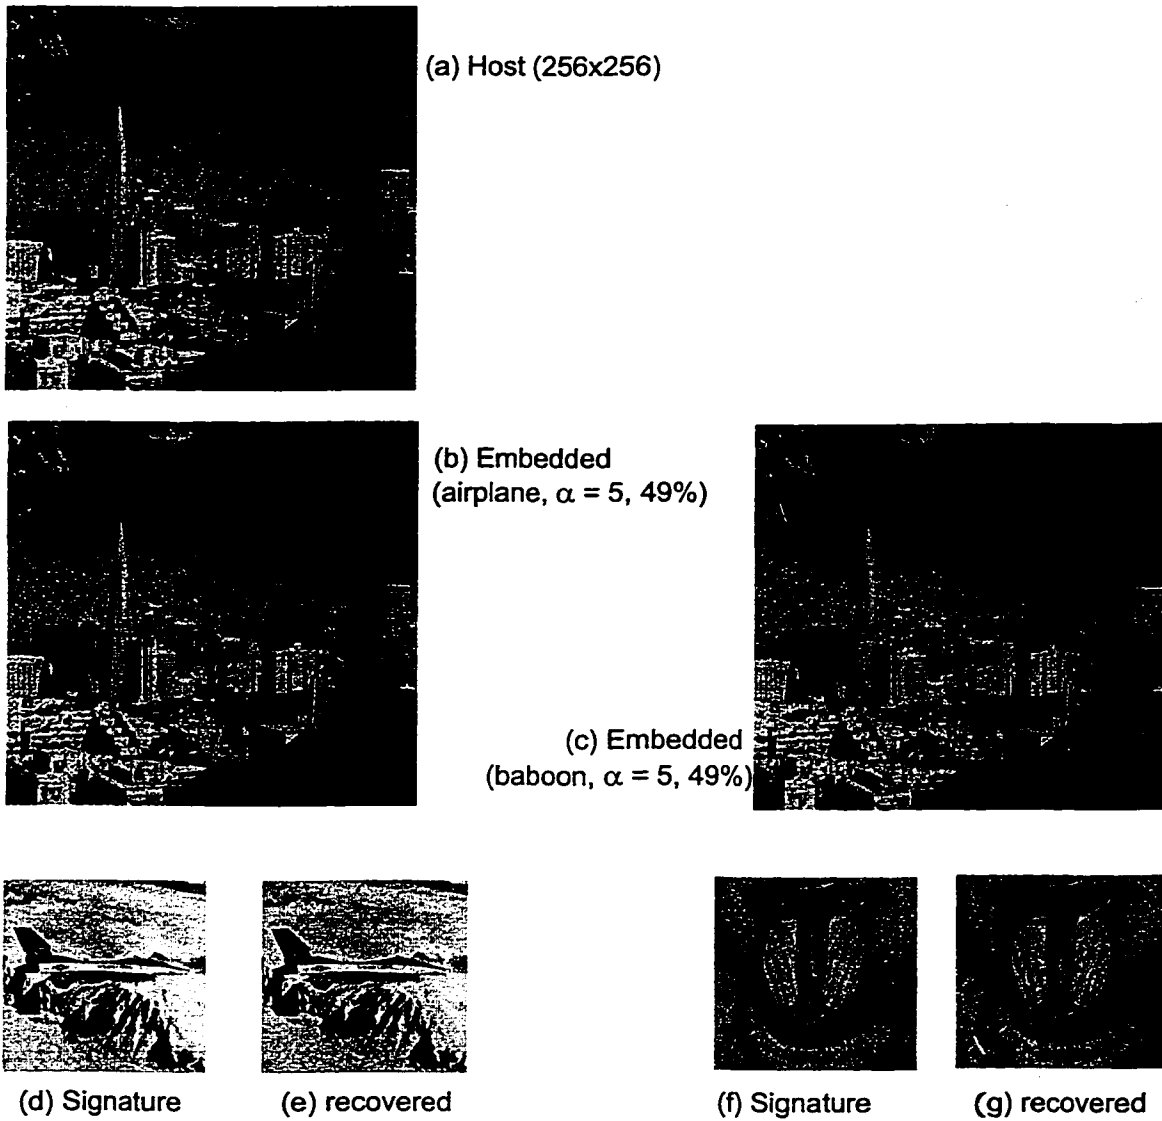 (a) Host (256x256)
(b) Embedded
(airplane, α = 5, 49%)
(c) Embedded
(baboon, α = 5, 49%)
(d) Signature
(e) recovered
(f) Signature
(g) recovered